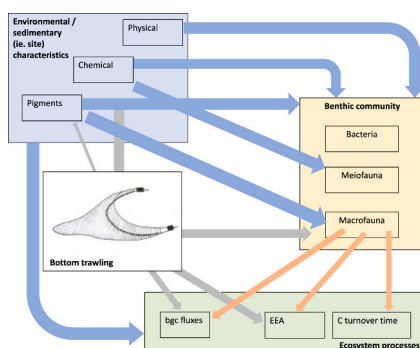 Environmental /
sedimentary
(ie. site)
characteristics
Physical
Chemical
Pigments
Benthic community
Bacteria
Meiofauna
Macrofauna
Bottom trawling
bgc fluxes
EEA
C turnover time
Ecosystem processes